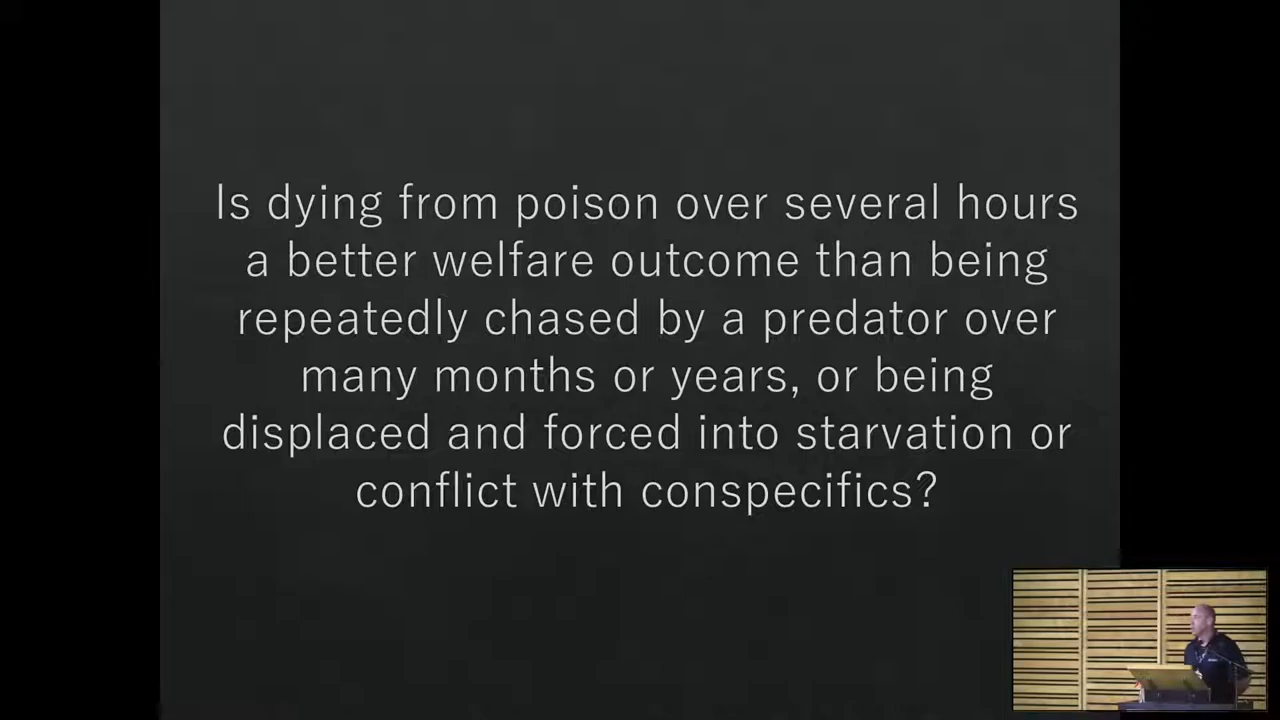 Is dying from poison over several hours
a better welfare outcome than being
repeatedly chased by a predator over
many months or years, or being
displaced and forced into starvation or
conflict with conspecifics?